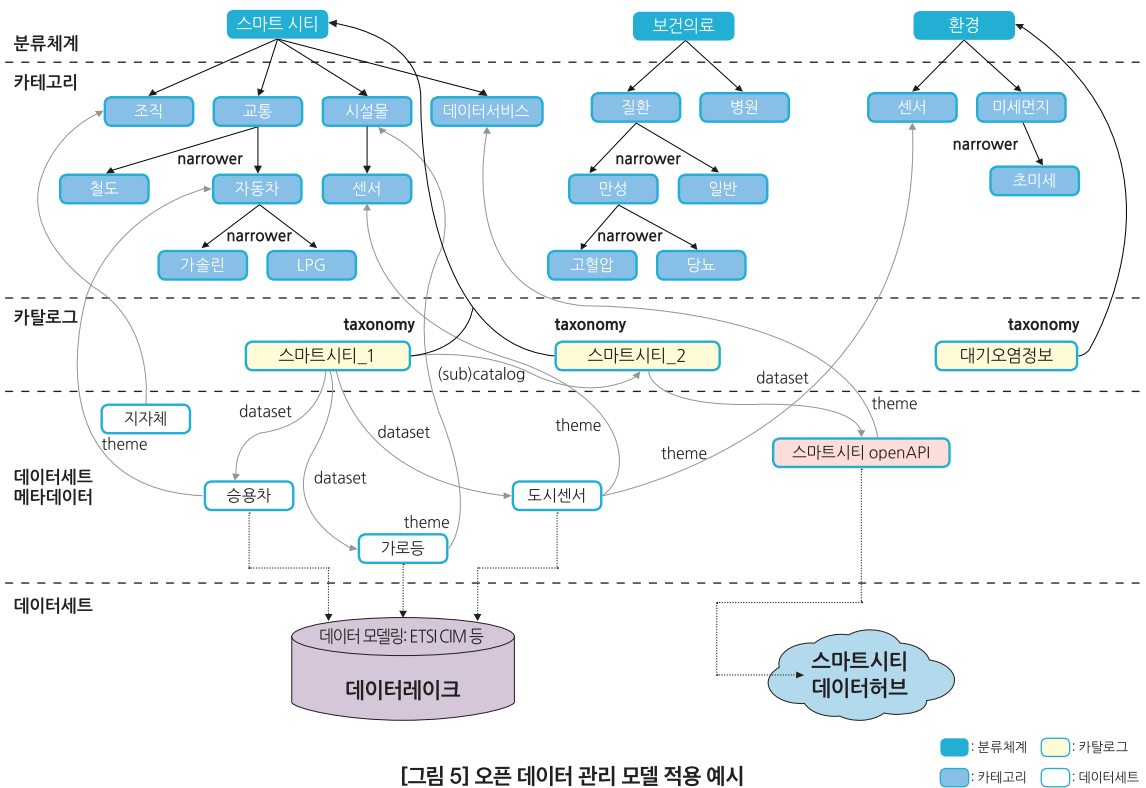 스마트 시티
보건의료
환경
분류체계
카테고리
조직
교통
시설물
데이터서비스
질환
병원
센서
미세먼지
narrower
narrower
narrower
철도
자동차
센서
만성
일반
초미세
narrower
narrower
가솔린
LPG
고혈압
당뇨
카탈로그
taxonomy
taxonomy
taxonomy
스마트시티_1
스마트시티_2
대기오염정보
(sub)catalog
dataset
지자체
dataset
theme
theme
dataset
theme
theme
스마트시티 openAPI
데이터세트
메타데이터
dataset
승용차
도시센서
theme
가로등
데이터세트
데이터 모델링: ETSI CIM 등
데이터레이크
스마트시티
데이터허브
: 분류체계
: 카탈로그
: 카테고리
: 데이터세트
[그림 5] 오픈 데이터 관리 모델 적용 예시